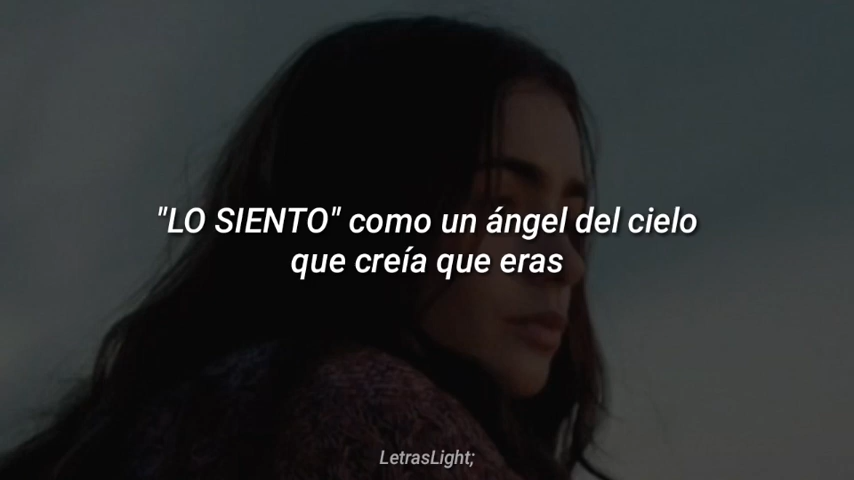 "LO SIENTO" como un ángel del cielo
que creía que eras
LetrasLight;